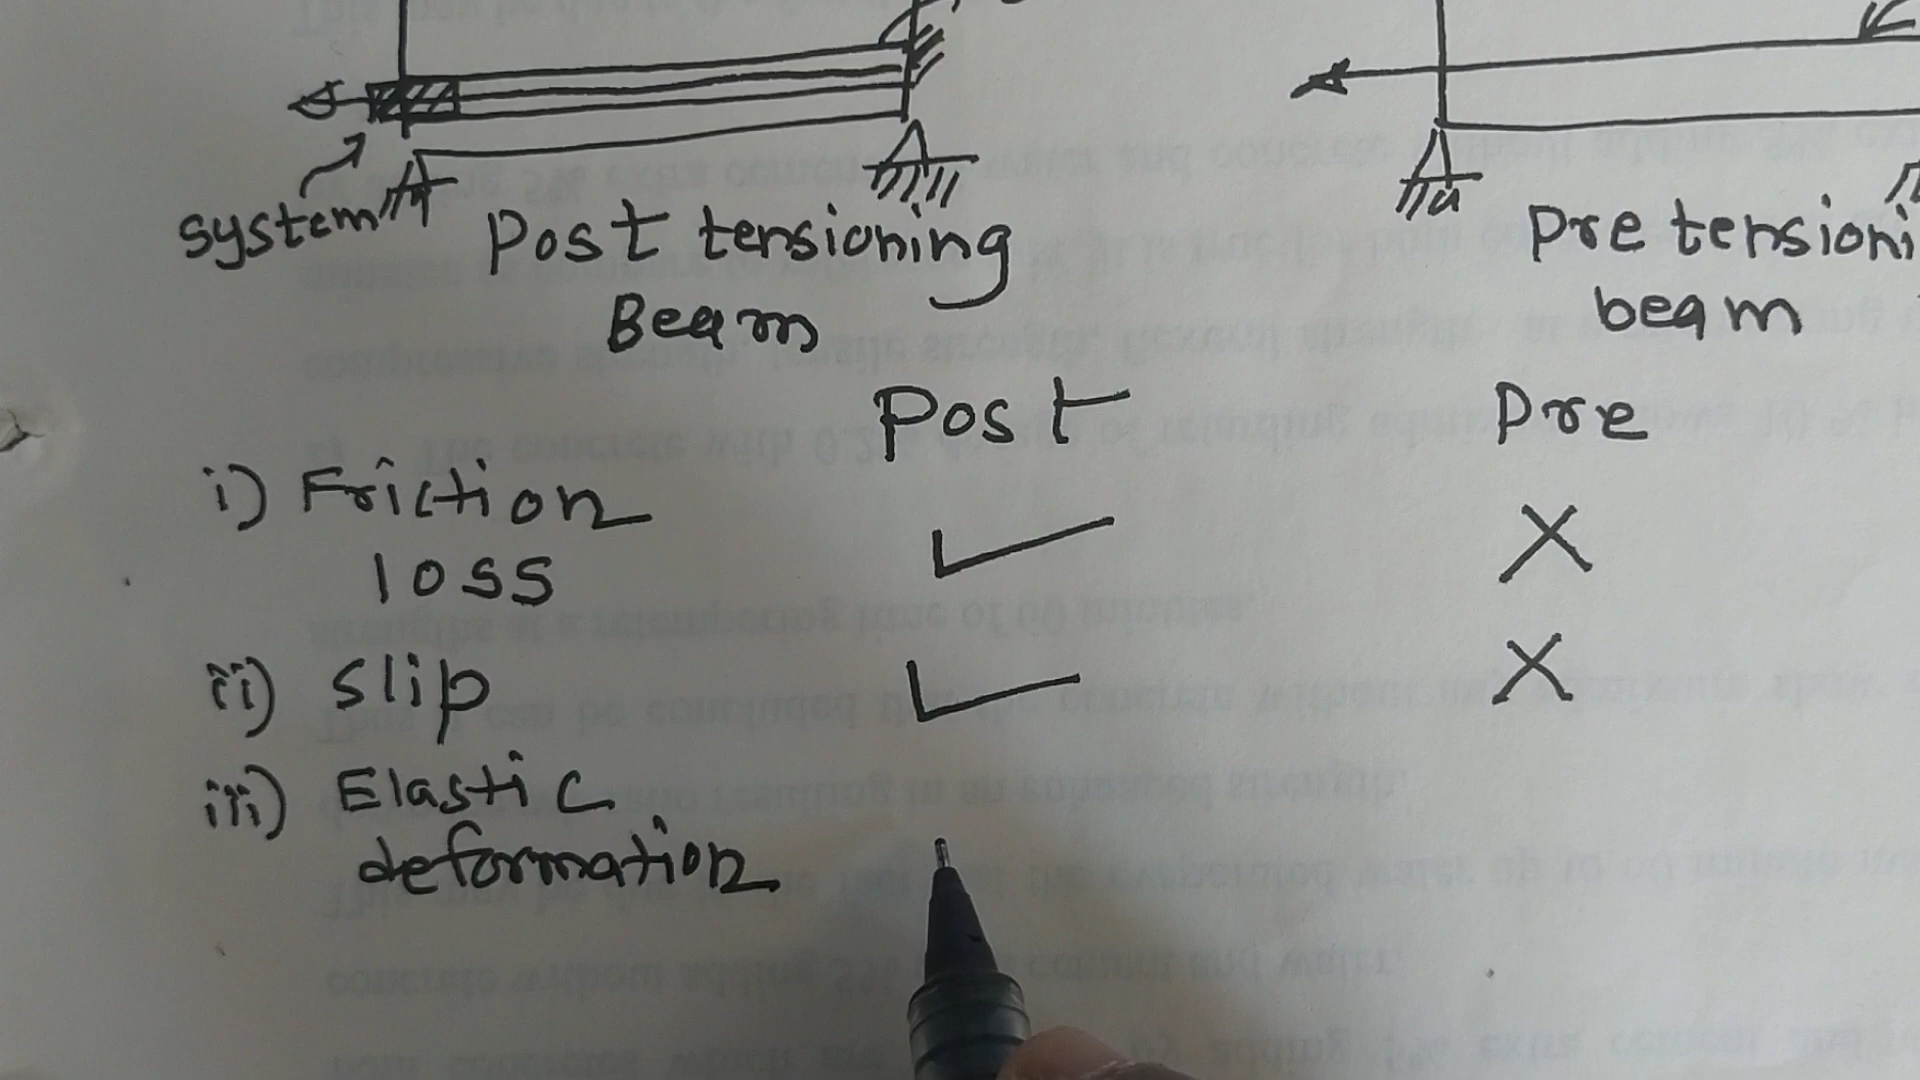 system
Post tensioning
Beam
Pre tensioni
beam
Post Pre
i) Friction
loss
ii) slip
iii) Elastic
deformation